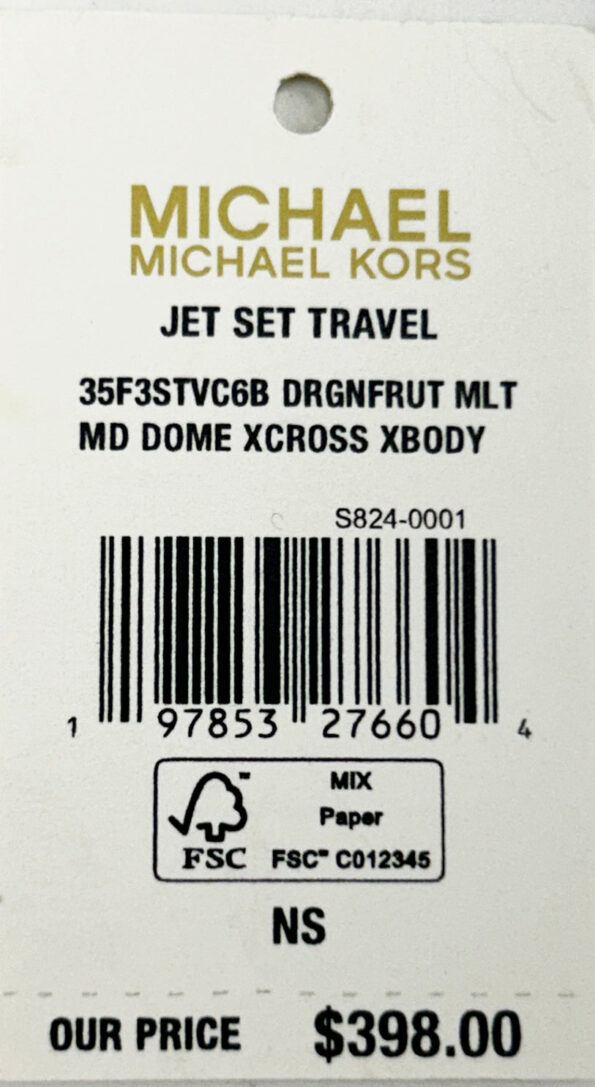 MICHAEL
MICHAEL KORS
JET SET TRAVEL
35F3STVC6B DRGNFRUT MLT
MD DOME XCROSS XBODY
S824-0001
1 97853 27660 4
FSC™
MIX
Paper
FSC™ C012345
NS
OUR PRICE $398.00